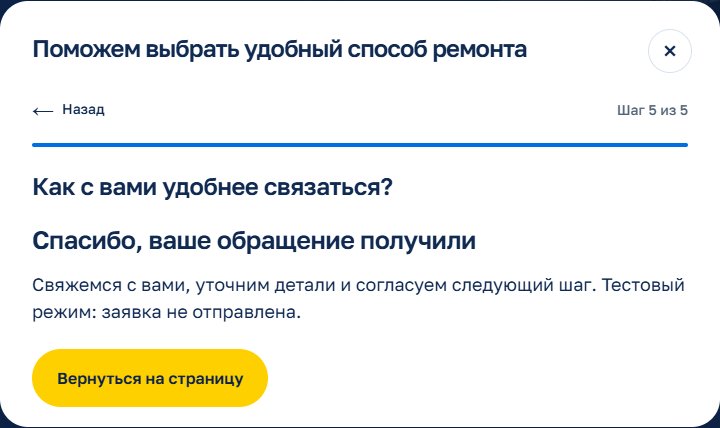 Поможем выбрать удобный способ ремонта
← Назад
Шаг 5 из 5
Как с вами удобнее связаться?
Спасибо, ваше обращение получили
Свяжемся с вами, уточним детали и согласуем следующий шаг. Тестовый
режим: заявка не отправлена.
Вернуться на страницу